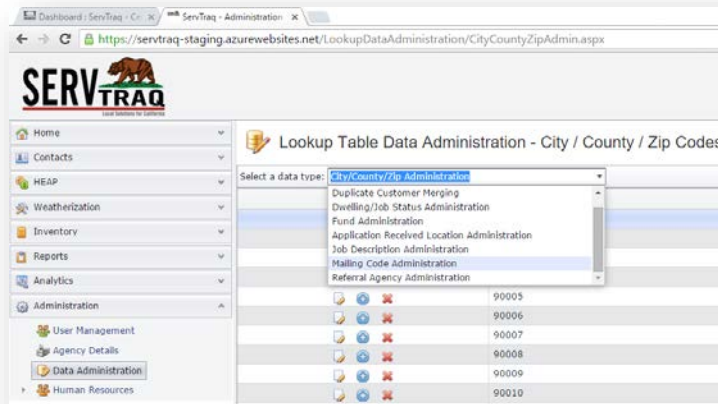 Dashboard : ServTraq - Ce
ServTraq - Administration
https://servtraq-staging.azurewebsites.net/LookupDataAdministration/CityCountyZipAdmin.aspx
SERVTRAQ
Local Solutions for California
Home
Contacts
HEAP
Weatherization
Inventory
Reports
Analytics
Administration
User Management
Agency Details
Data Administration
Human Resources
Lookup Table Data Administration - City / County / Zip Codes
Select a data type: City/County/Zip Administration
Duplicate Customer Merging
Dwelling/Job Status Administration
Fund Administration
Application Received Location Administration
Job Description Administration
Mailing Code Administration
Referral Agency Administration
90005
90006
90007
90008
90009
90010